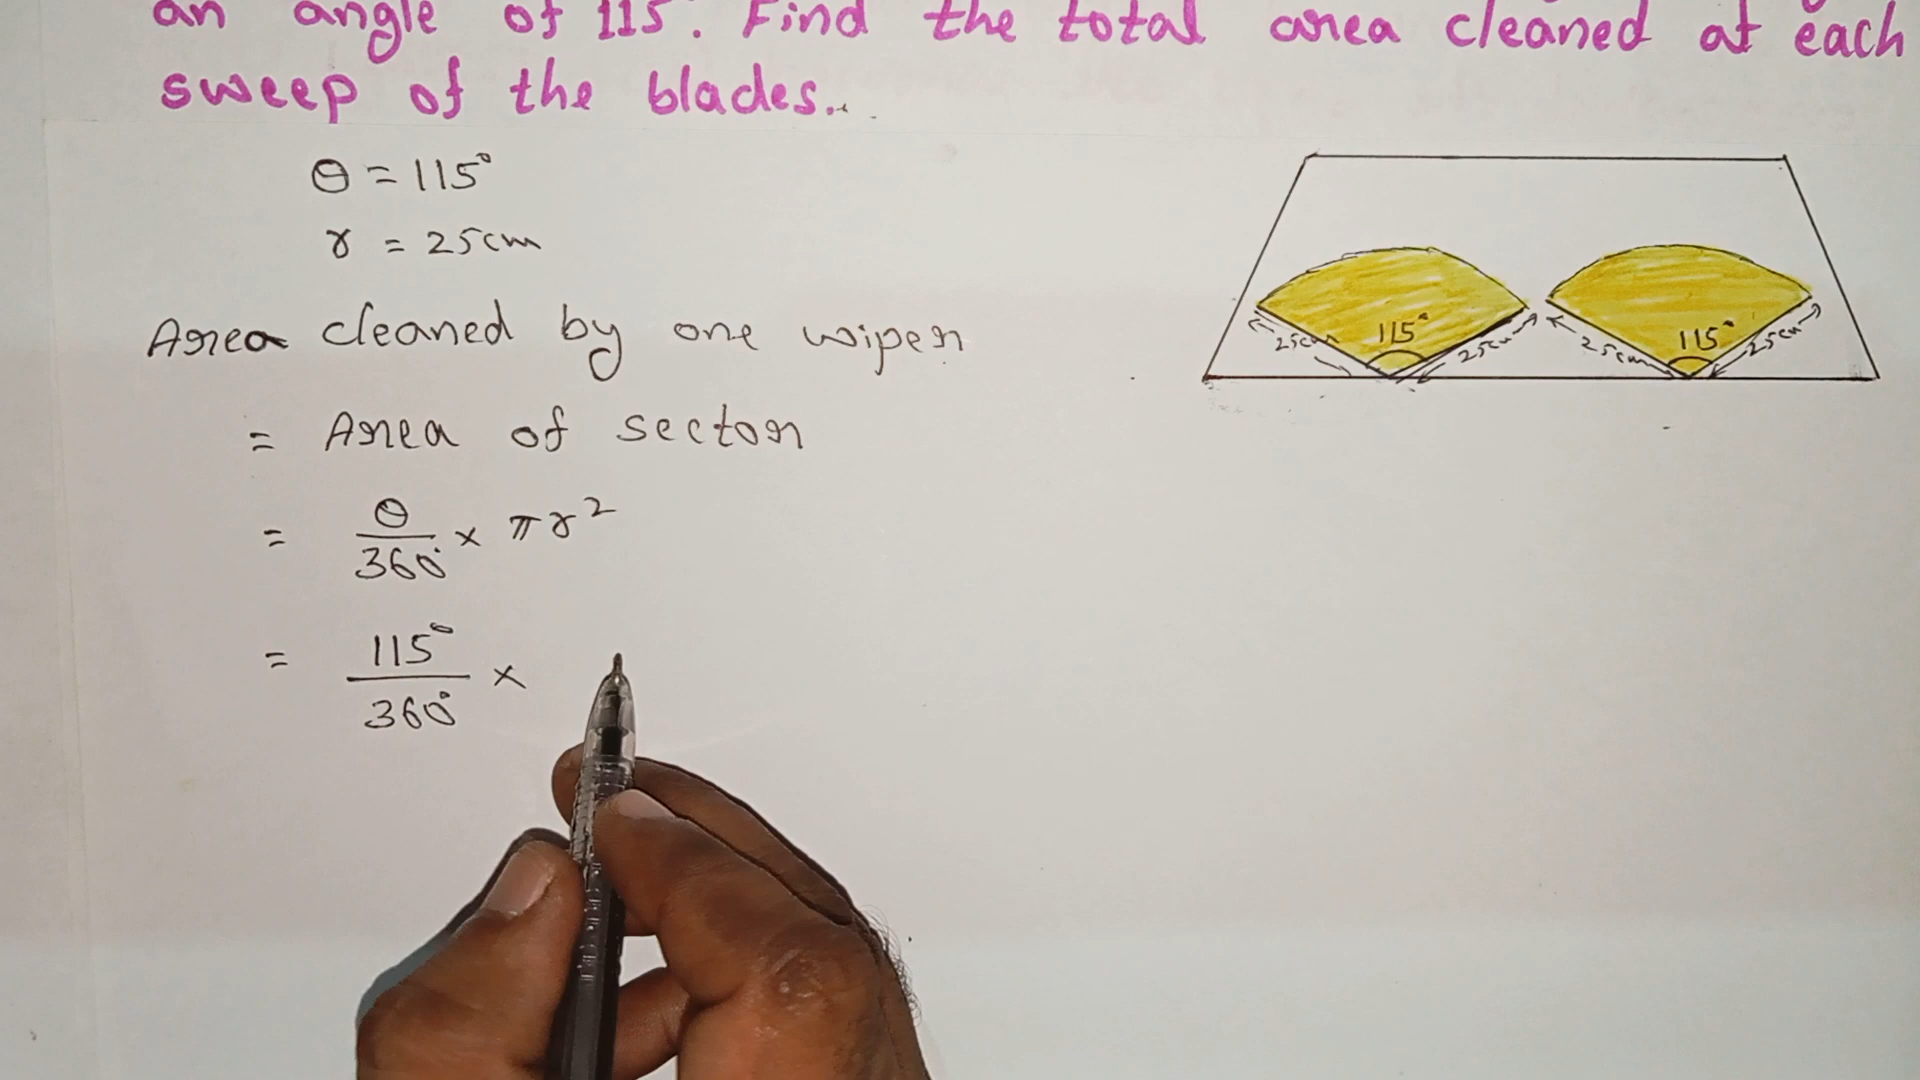 an angle of 115°. Find the total area cleaned at each
sweep of the blades.
θ = 115°
r = 25cm
Area cleaned by one wiper
= Area of sector
= θ/360° × πr²
= 115°/360° ×
115°
25cm
25cm
115°
25cm
25cm